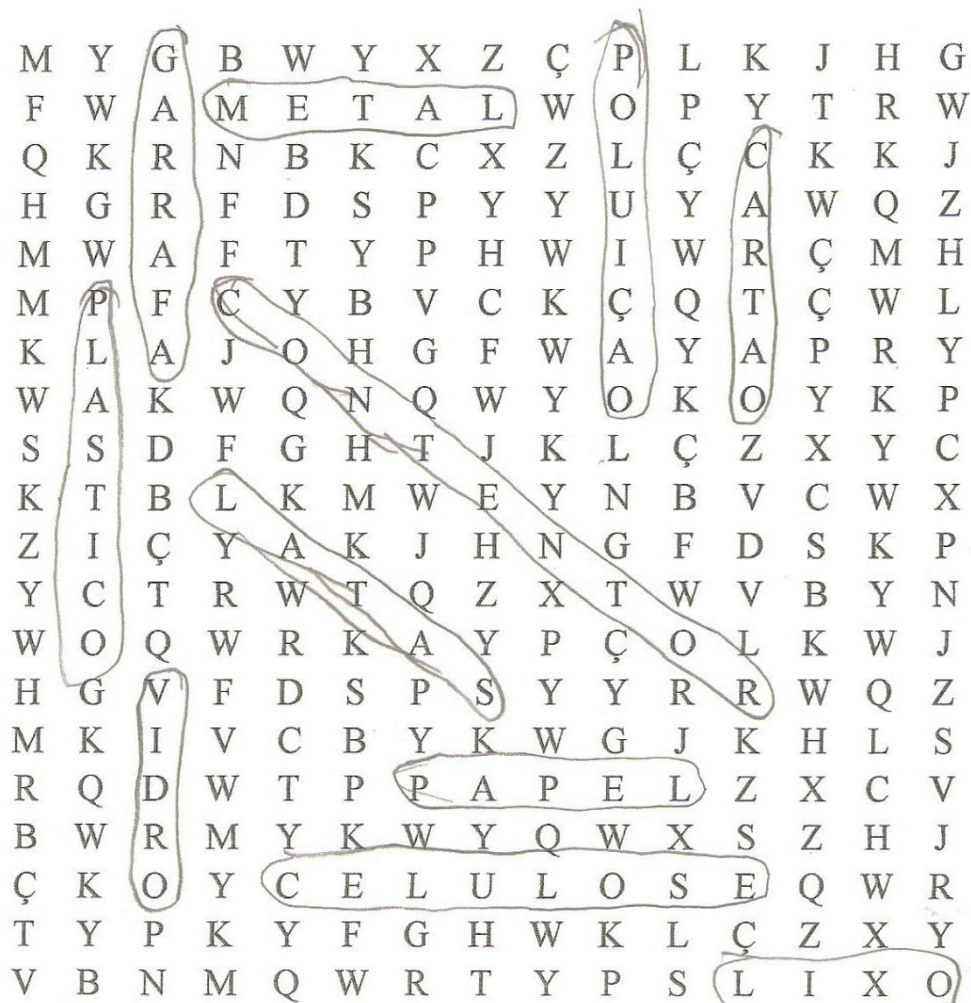 M Y G B W Y X Z Ç P L K J H G
F W A M E T A L W O P Y T R W
Q K R N B K C X Z L Ç C K K J
H G R F D S P Y Y U Y A W Q Z
M W A F T Y P H W I W R Ç M H
M P F C Y B V C K Ç Q T Ç W L
K L A J O H G F W A Y A P R Y
W A K W Q N Q W Y O K O Y K P
S S D F G H T J K L Ç Z X Y C
K T B L K M W E Y N B V C W X
Z I Ç Y A K J H N G F D S K P
Y C T R W T Q Z X T W V B Y N
W O Q W R K A Y P Ç O L K W J
H G V F D S P S Y Y R R W Q Z
M K I V C B Y K W G J K H L S
R Q D W T P P A P E L Z X C V
B W R M Y K W Y Q W X S Z H J
Ç K O Y C E L U L O S E Q W R
T Y P K Y F G H W K L Ç Z X Y
V B N M Q W R T Y P S L I X O